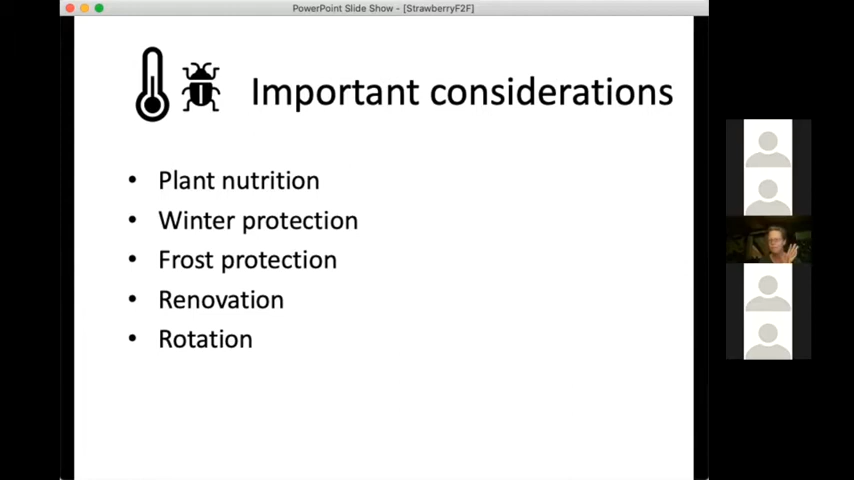 PowerPoint Slide Show - [StrawberryF2F]
Important considerations
• Plant nutrition
• Winter protection
• Frost protection
• Renovation
• Rotation